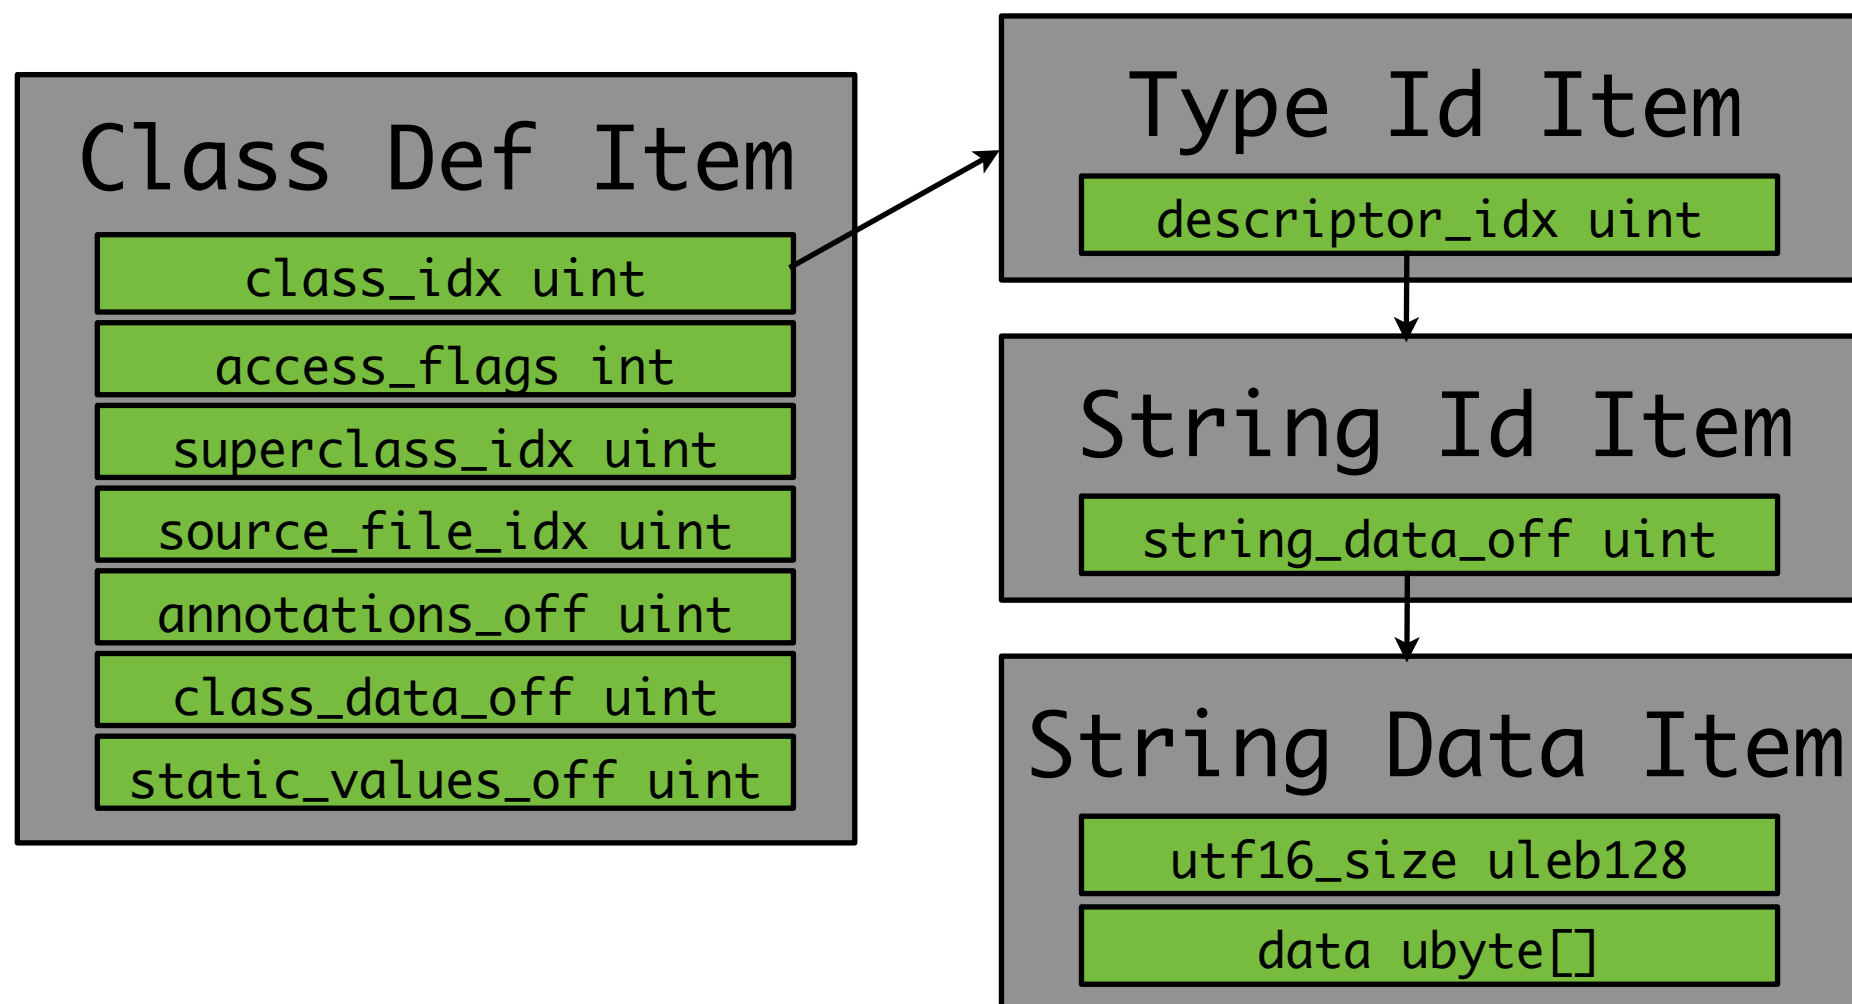 Class Def Item
class_idx uint
access_flags int
superclass_idx uint
source_file_idx uint
annotations_off uint
class_data_off uint
static_values_off uint
Type Id Item
descriptor_idx uint
String Id Item
string_data_off uint
String Data Item
utf16_size uleb128
data ubyte[]